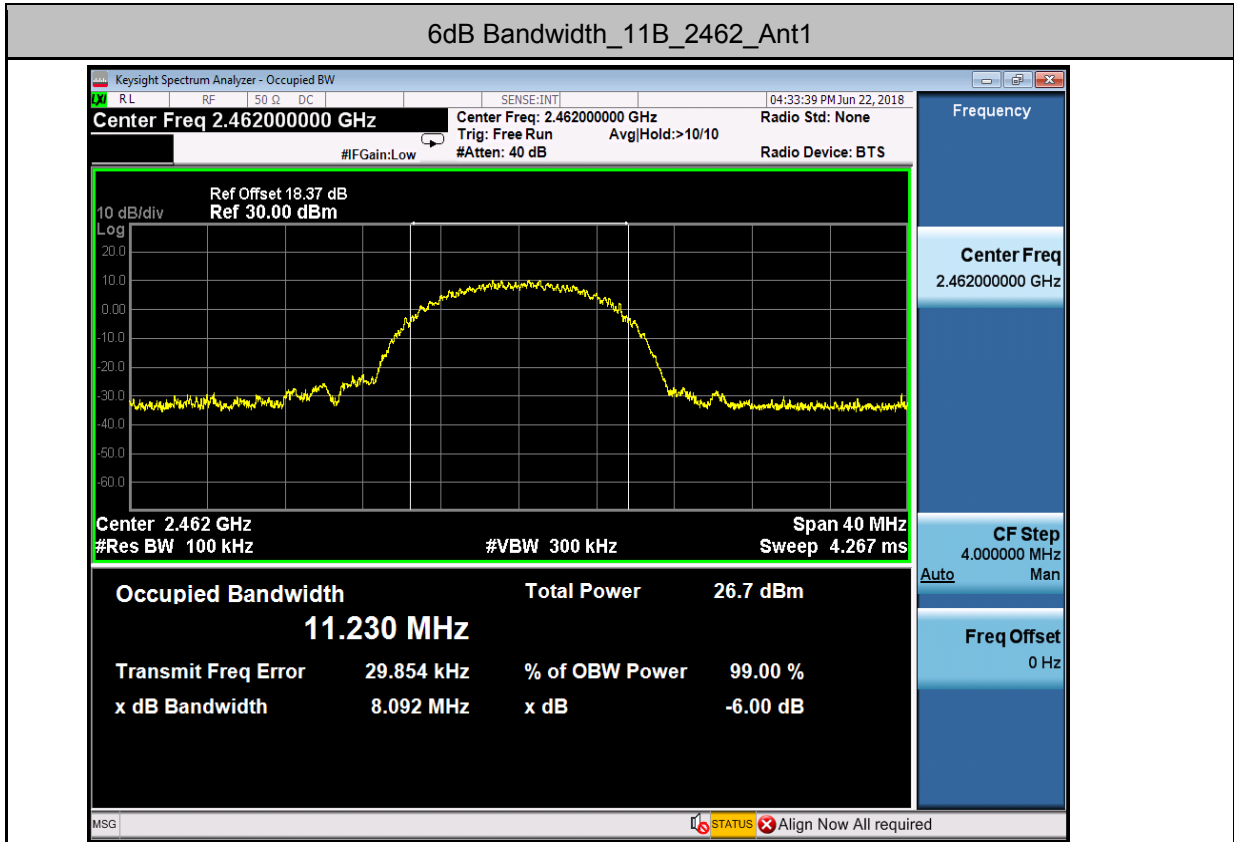 6dB Bandwidth_11B_2462_Ant1
Keysight Spectrum Analyzer - Occupied BW
LXI RL RF 50 Ω DC SENSE:INT 04:33:39 PM Jun 22, 2018
Center Freq 2.462000000 GHz
Center Freq: 2.462000000 GHz Radio Std: None
Trig: Free Run Avg|Hold:>10/10
#IFGain:Low #Atten: 40 dB Radio Device: BTS
Ref Offset 18.37 dB
10 dB/div Ref 30.00 dBm
Log
20.0
10.0
0.00
-10.0
-20.0
-30.0
-40.0
-50.0
-60.0
Center 2.462 GHz Span 40 MHz
#Res BW 100 kHz #VBW 300 kHz Sweep 4.267 ms
Occupied Bandwidth Total Power 26.7 dBm
11.230 MHz
Transmit Freq Error 29.854 kHz % of OBW Power 99.00 %
x dB Bandwidth 8.092 MHz x dB -6.00 dB
Frequency
Center Freq
2.462000000 GHz
CF Step
4.000000 MHz
Auto Man
Freq Offset
0 Hz
MSG STATUS Align Now All required